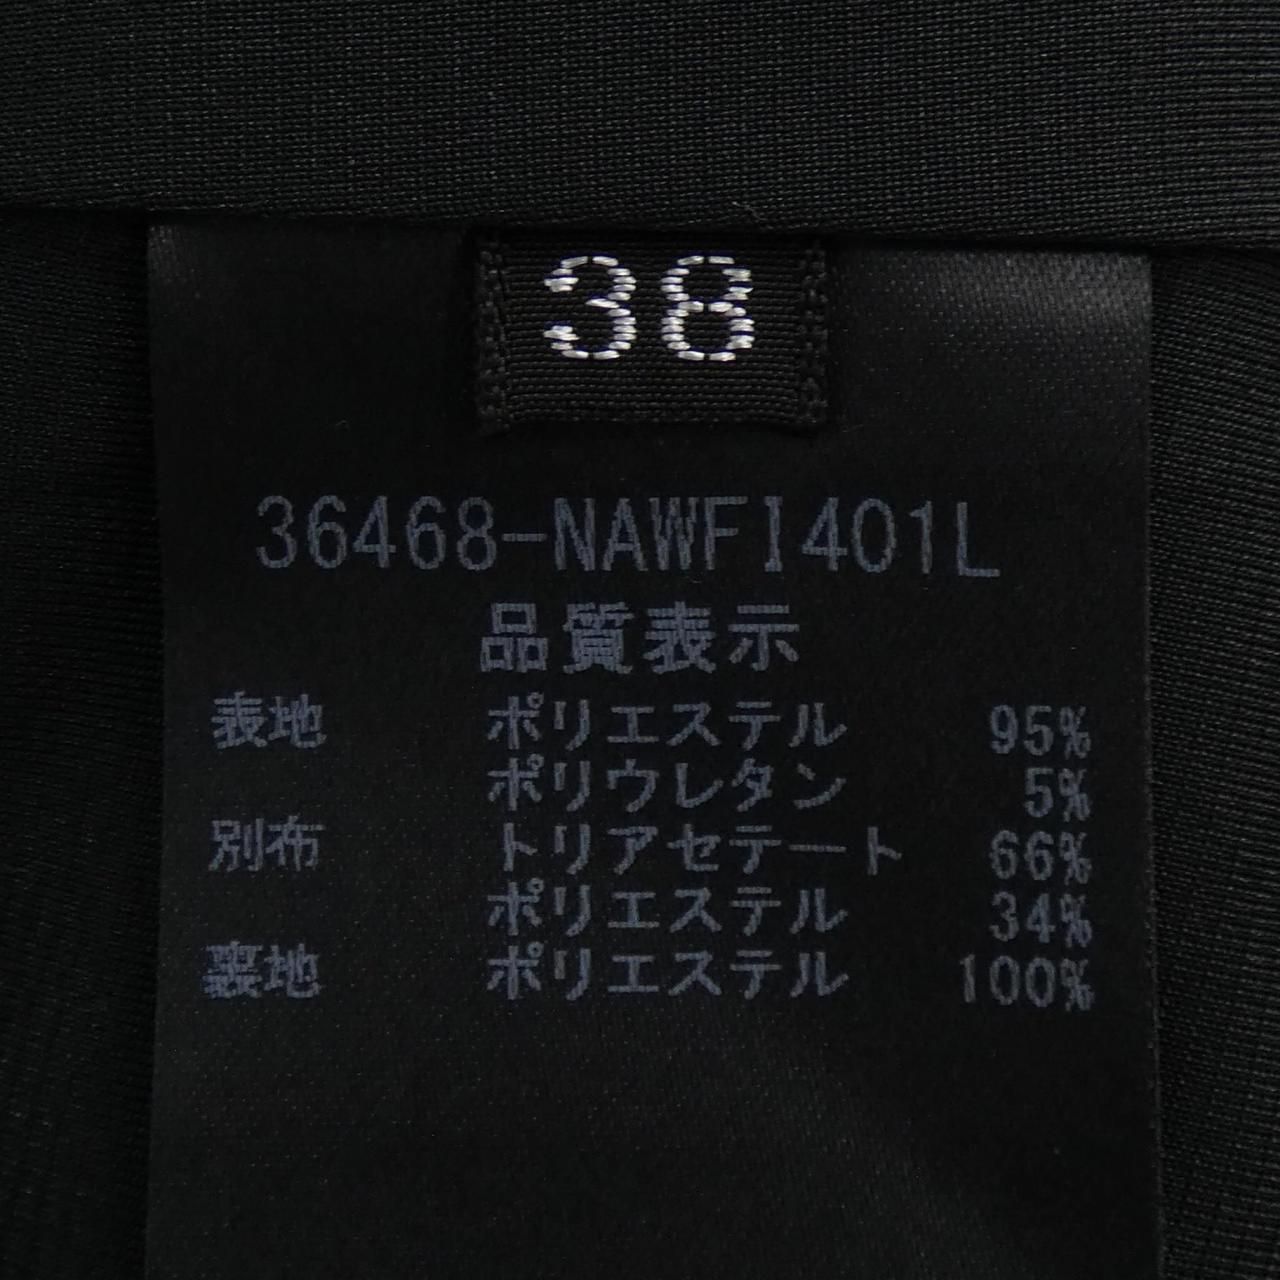 38
36468-NAWFI401L
品質表示
表地 ポリエステル 95%
ポリウレタン 5%
別布 トリアセテート 66%
ポリエステル 34%
裏地 ポリエステル 100%